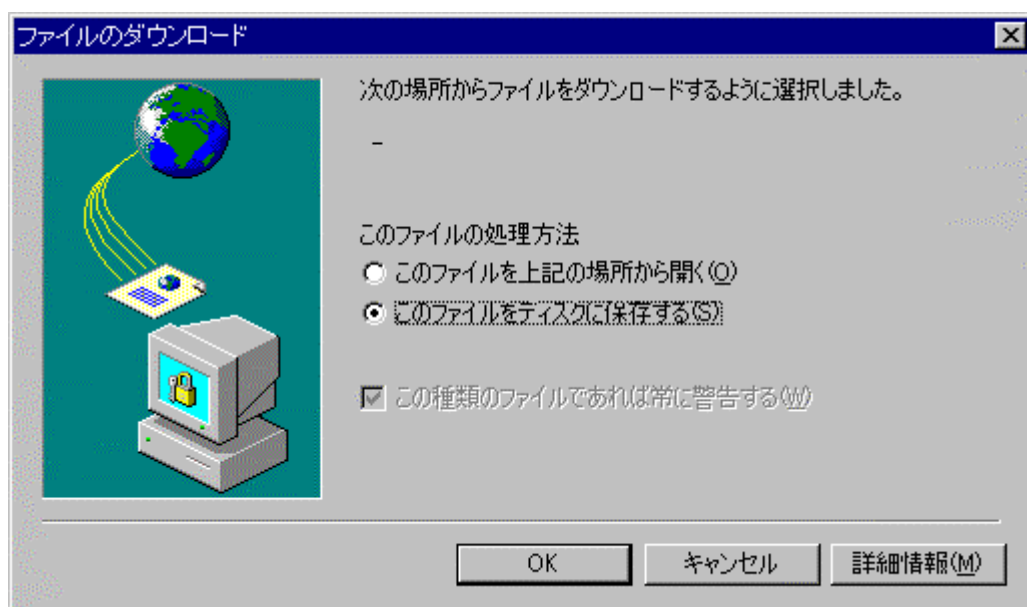 ファイルのダウンロード
次の場所からファイルをダウンロードするように選択しました。
-
このファイルの処理方法
このファイルを上記の場所から開く(O)
このファイルをディスクに保存する(S)
この種類のファイルであれば常に警告する(W)
OK キャンセル 詳細情報(M)